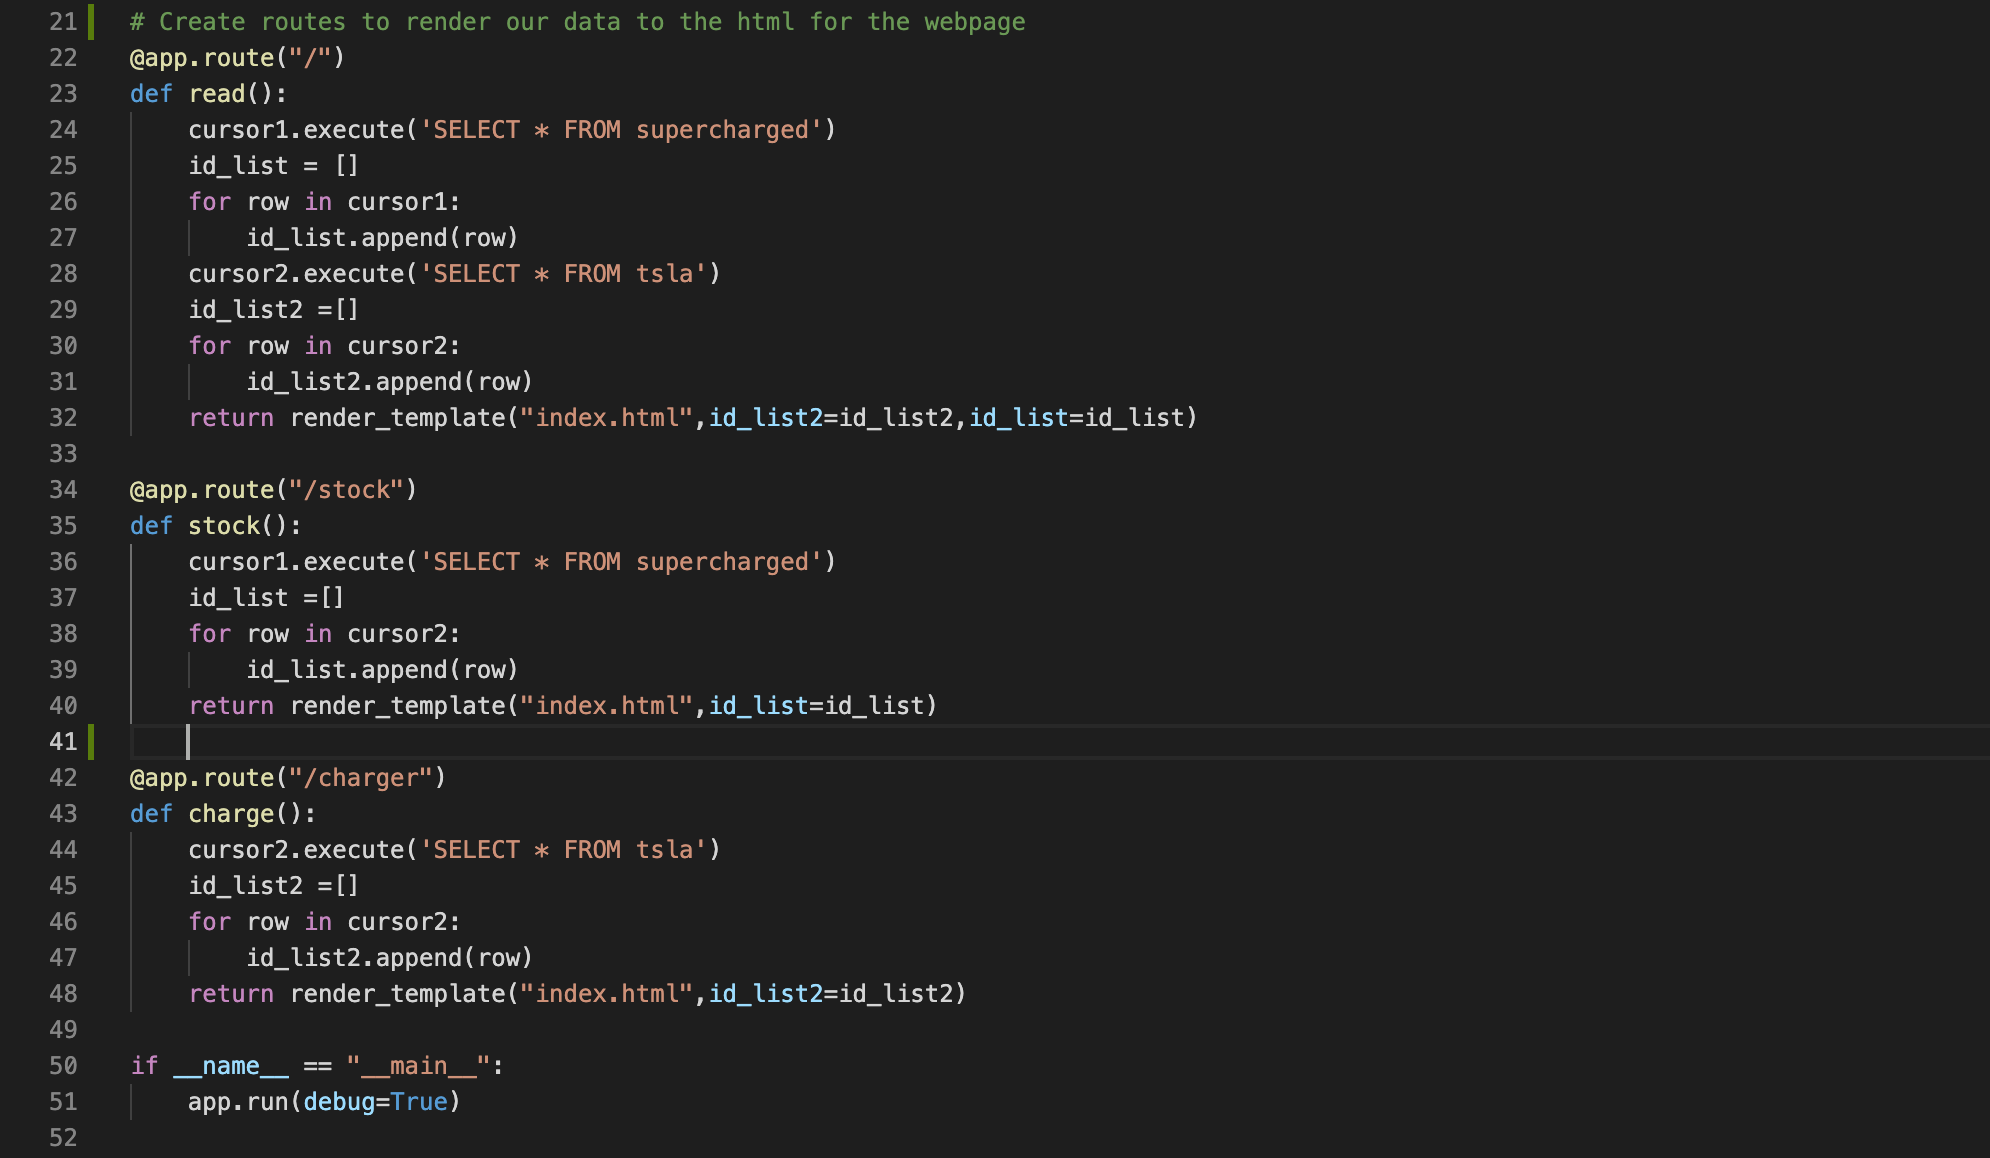 21 # Create routes to render our data to the html for the webpage
22 @app.route("/")
23 def read():
24     cursor1.execute('SELECT * FROM supercharged')
25     id_list = []
26     for row in cursor1:
27         id_list.append(row)
28     cursor2.execute('SELECT * FROM tsla')
29     id_list2 =[]
30     for row in cursor2:
31         id_list2.append(row)
32     return render_template("index.html",id_list2=id_list2,id_list=id_list)
33
34 @app.route("/stock")
35 def stock():
36     cursor1.execute('SELECT * FROM supercharged')
37     id_list =[]
38     for row in cursor2:
39         id_list.append(row)
40     return render_template("index.html",id_list=id_list)
41
42 @app.route("/charger")
43 def charge():
44     cursor2.execute('SELECT * FROM tsla')
45     id_list2 =[]
46     for row in cursor2:
47         id_list2.append(row)
48     return render_template("index.html",id_list2=id_list2)
49
50 if __name__ == "__main__":
51     app.run(debug=True)
52